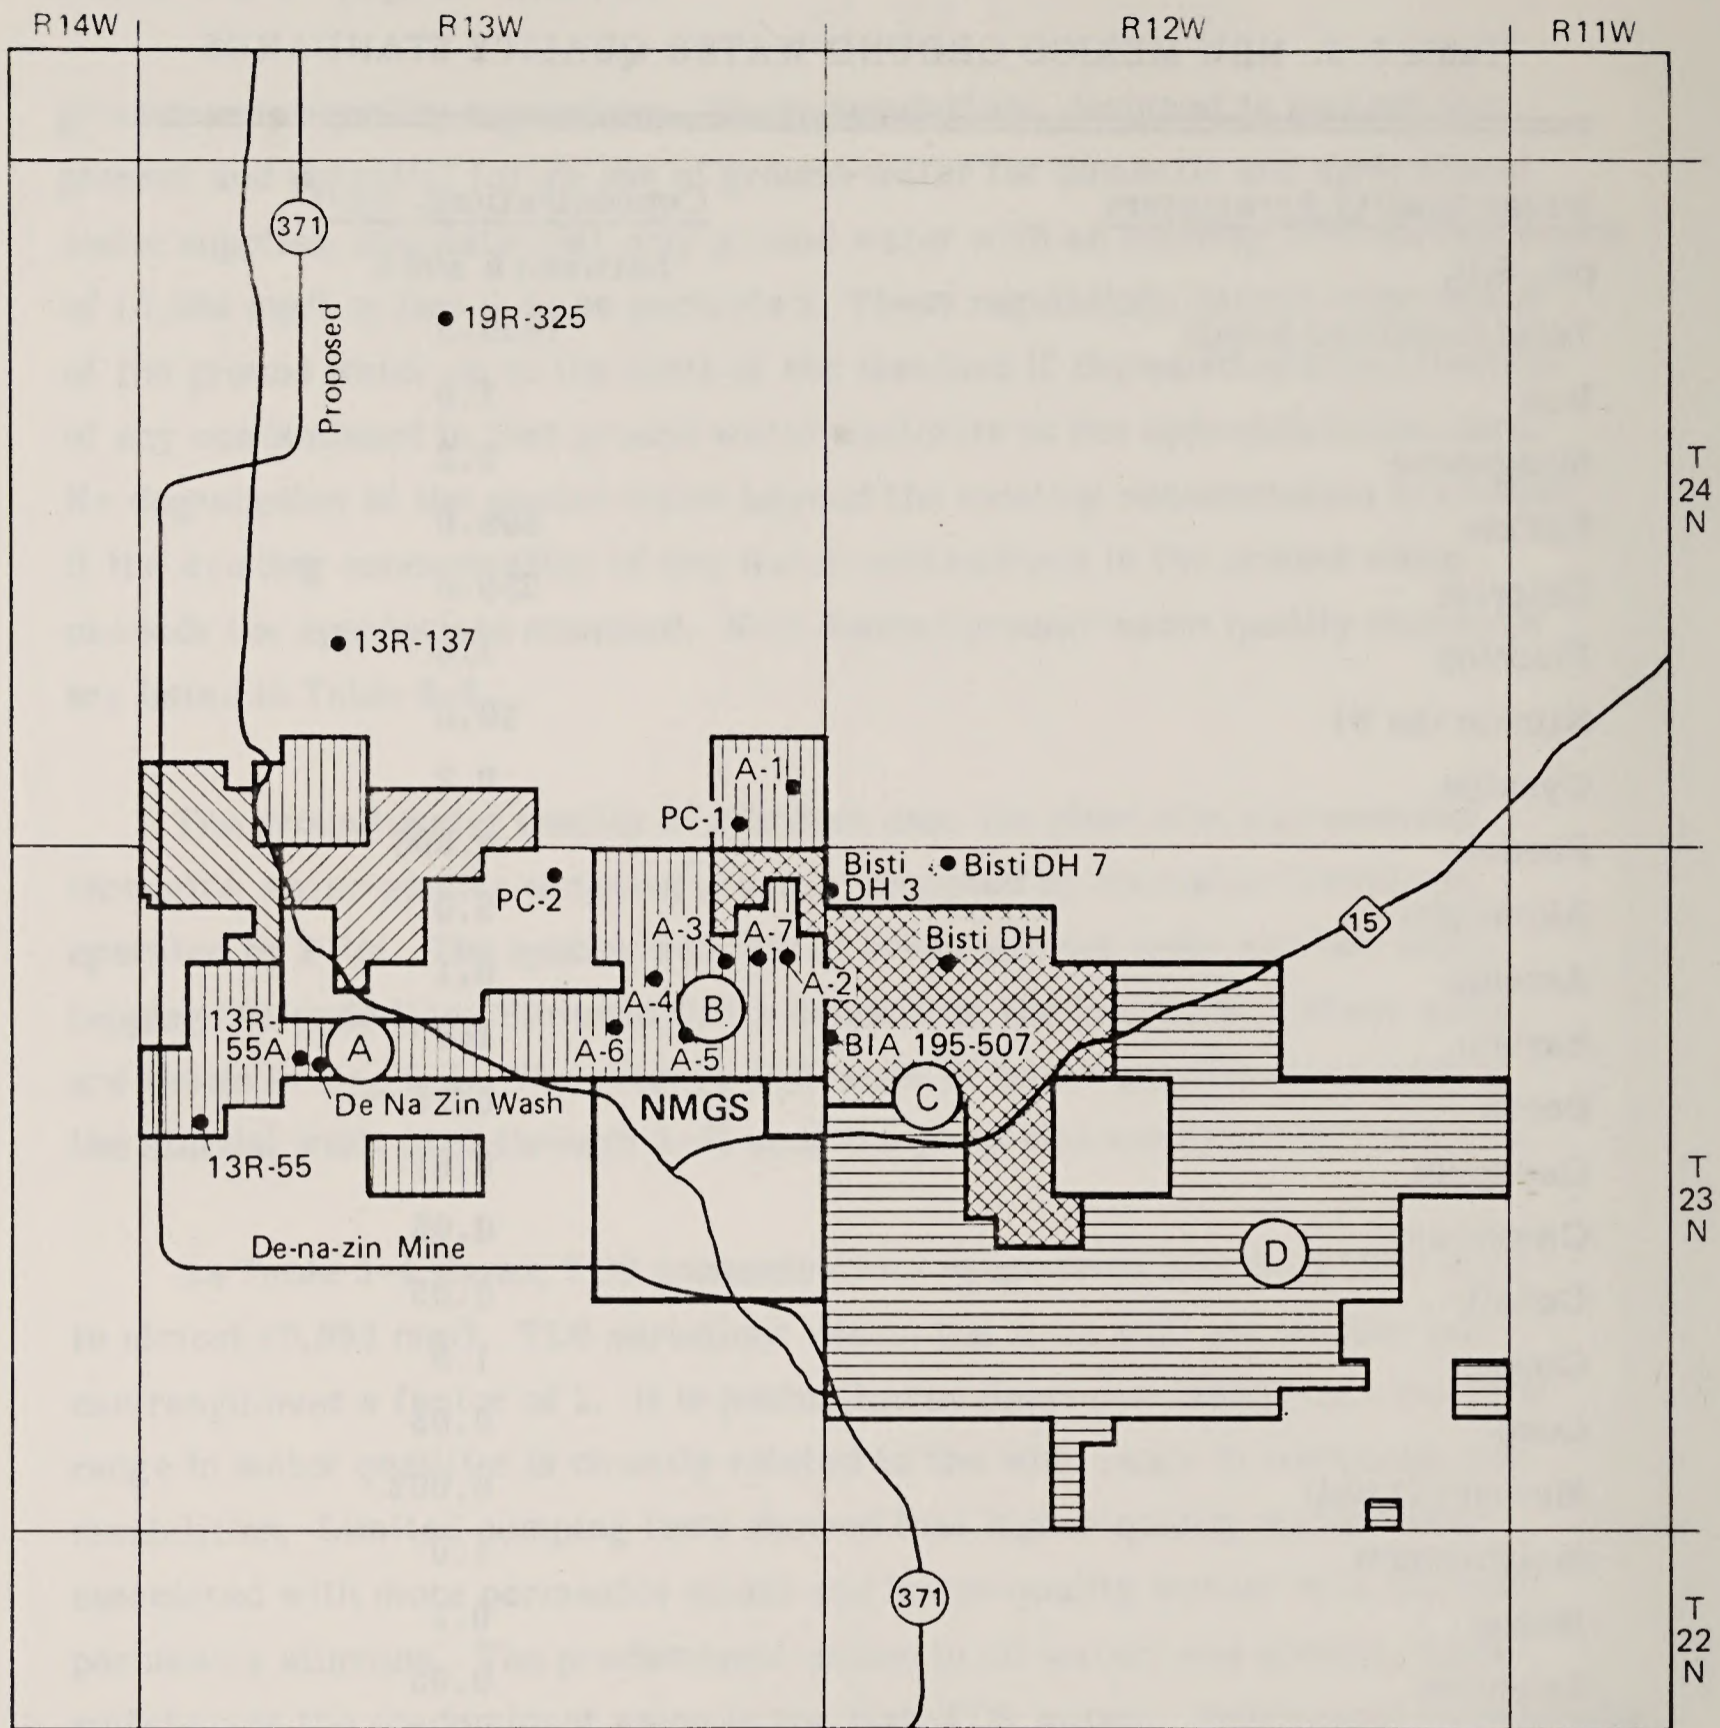 R14W
R13W
R12W
R11W
371
Proposed
19R-325
T
24
N
13R-137
A-1
PC-1
Bisti
DH 3
Bisti DH 7
PC-2
15
A-3
A-7
Bisti DH
A-2
A-4
B
13R-
55A
A
A-6
A-5
BIA 195-507
C
De Na Zin Wash
NMGS
13R-55
T
23
N
De-na-zin Mine
D
371
T
22
N